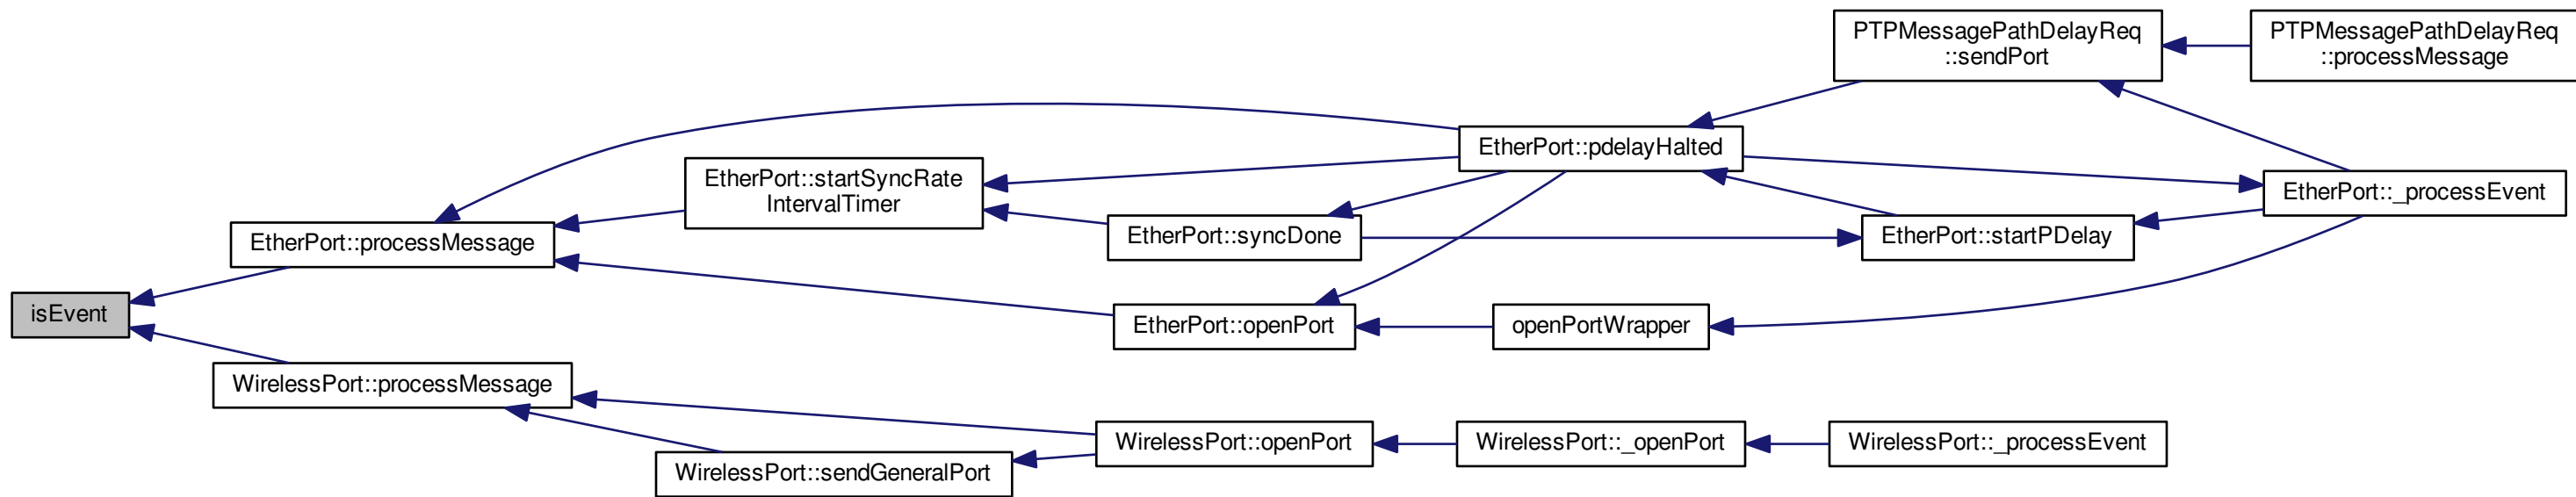 PTPMessagePathDelayReq
::sendPort
PTPMessagePathDelayReq
::processMessage
EtherPort::pdelayHalted
EtherPort::startSyncRate
IntervalTimer
EtherPort::_processEvent
EtherPort::processMessage
EtherPort::syncDone
EtherPort::startPDelay
isEvent
EtherPort::openPort
openPortWrapper
WirelessPort::processMessage
WirelessPort::openPort
WirelessPort::_openPort
WirelessPort::_processEvent
WirelessPort::sendGeneralPort